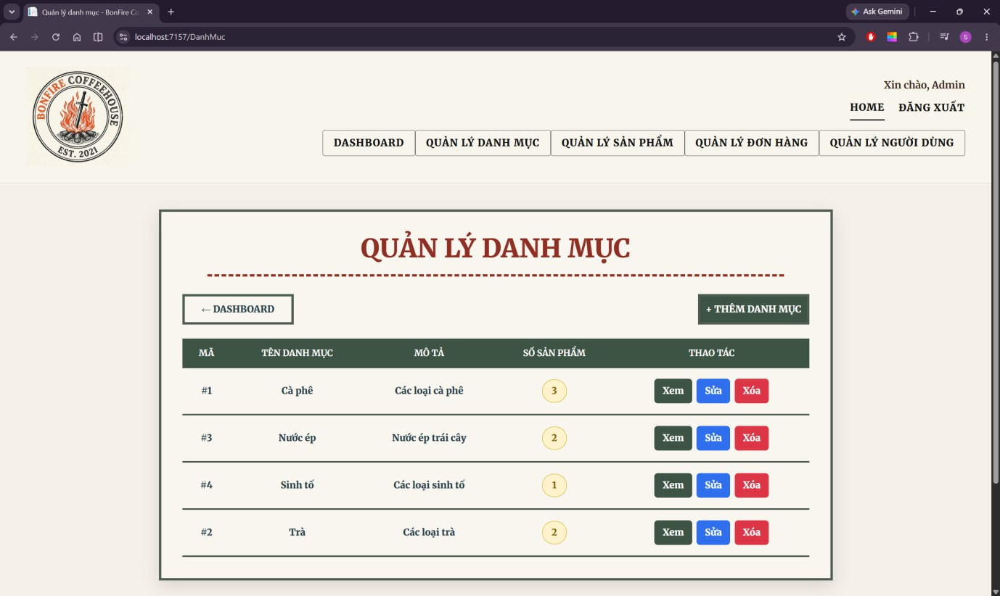 Quản lý danh mục - BonFire Co
Ask Gemini
localhost:7157/DanhMuc
S
BONFIRE COFFEEHOUSE
EST. 2021
Xin chào, Admin
HOME ĐĂNG XUẤT
DASHBOARD QUẢN LÝ DANH MỤC QUẢN LÝ SẢN PHẨM QUẢN LÝ ĐƠN HÀNG QUẢN LÝ NGƯỜI DÙNG
QUẢN LÝ DANH MỤC
← DASHBOARD + THÊM DANH MỤC
MÃ TÊN DANH MỤC MÔ TẢ SỐ SẢN PHẨM THAO TÁC
#1 Cà phê Các loại cà phê 3 Xem Sửa Xóa
#3 Nước ép Nước ép trái cây 2 Xem Sửa Xóa
#4 Sinh tố Các loại sinh tố 1 Xem Sửa Xóa
#2 Trà Các loại trà 2 Xem Sửa Xóa